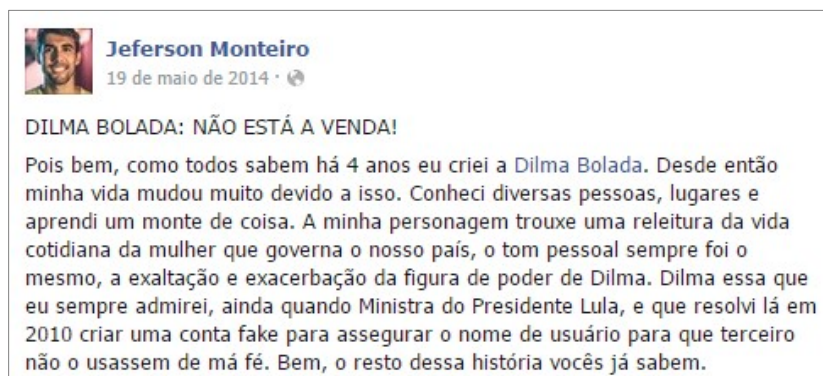 Jeferson Monteiro
19 de maio de 2014 ·
DILMA BOLADA: NÃO ESTÁ A VENDA!
Pois bem, como todos sabem há 4 anos eu criei a Dilma Bolada. Desde então
minha vida mudou muito devido a isso. Conheci diversas pessoas, lugares e
aprendi um monte de coisa. A minha personagem trouxe uma releitura da vida
cotidiana da mulher que governa o nosso país, o tom pessoal sempre foi o
mesmo, a exaltação e exacerbação da figura de poder de Dilma. Dilma essa que
eu sempre admirei, ainda quando Ministra do Presidente Lula, e que resolvi lá em
2010 criar uma conta fake para assegurar o nome de usuário para que terceiro
não o usassem de má fé. Bem, o resto dessa história vocês já sabem.